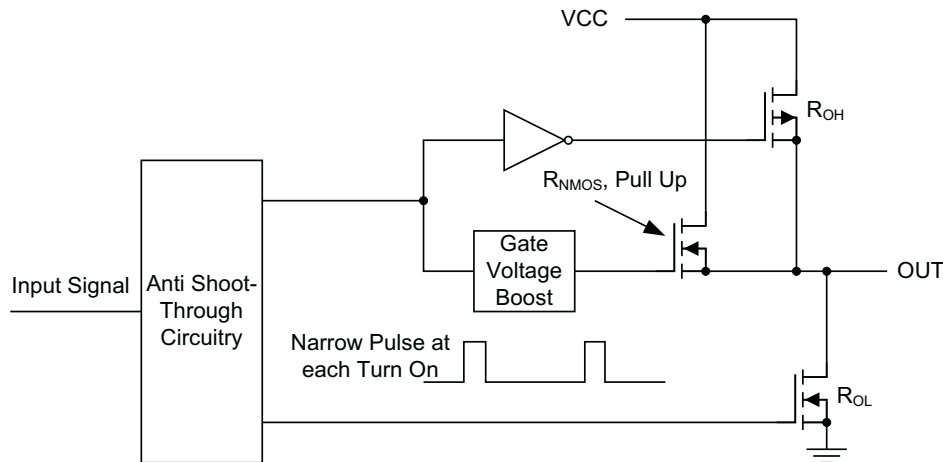 VCC
R_OH
R_NMOS, Pull Up
Gate
Voltage
Boost
OUT
Input Signal
Anti Shoot-
Through
Circuitry
Narrow Pulse at
each Turn On
R_OL